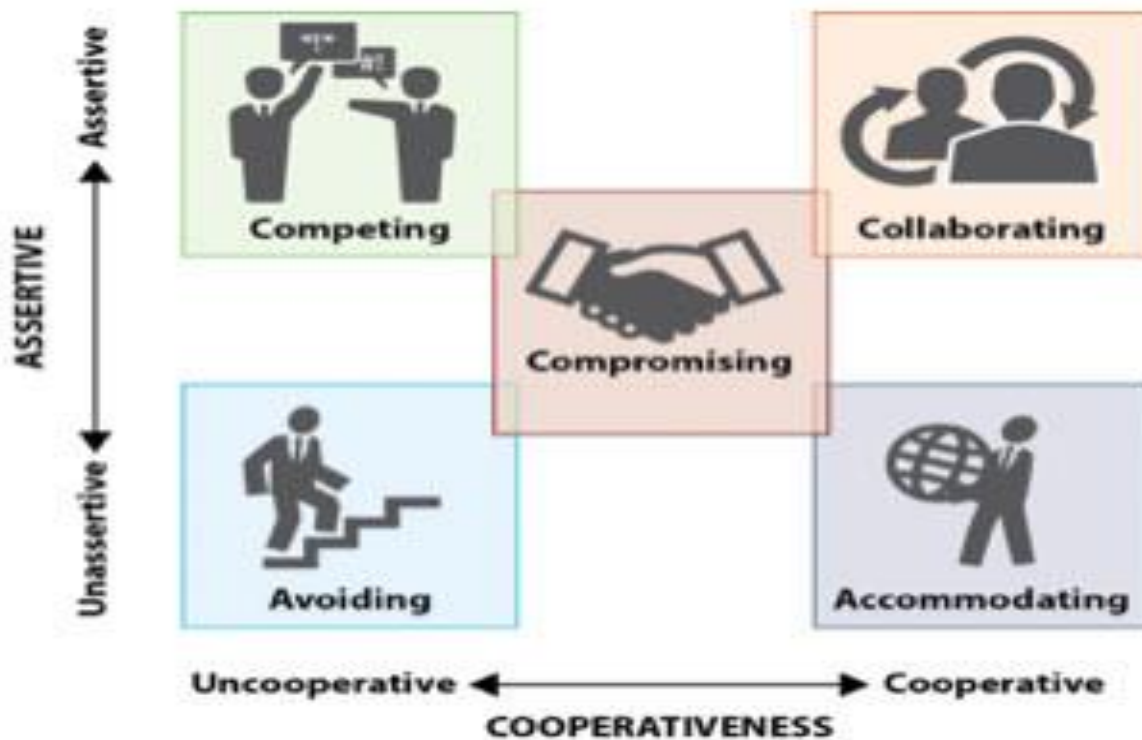 Assertive
ASSERTIVE
Unassertive
Competing
Collaborating
Compromising
Avoiding
Accommodating
Uncooperative
Cooperative
COOPERATIVENESS